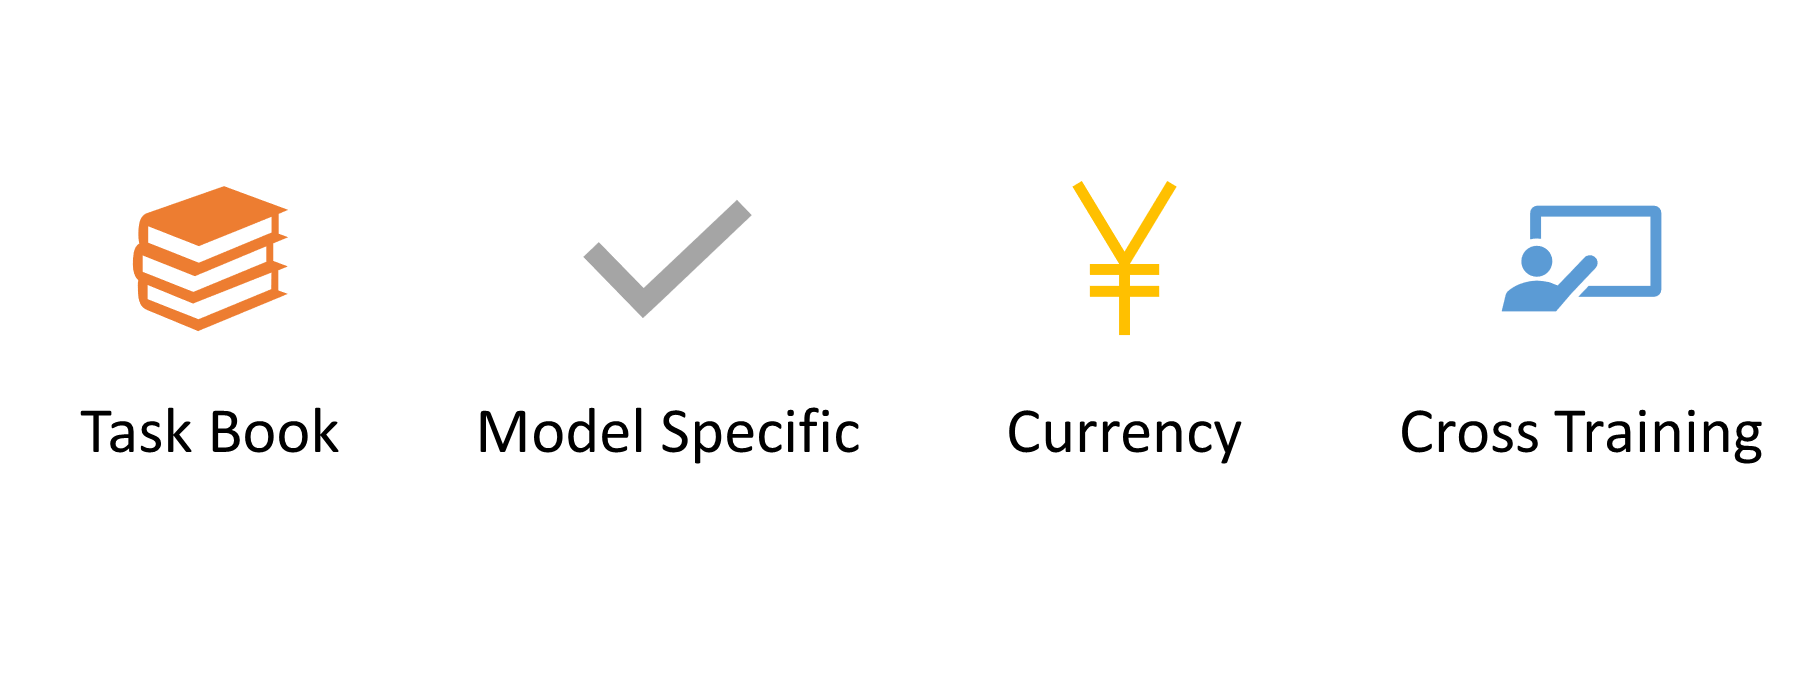 ¥
Task Book
Model Specific
Currency
Cross Training